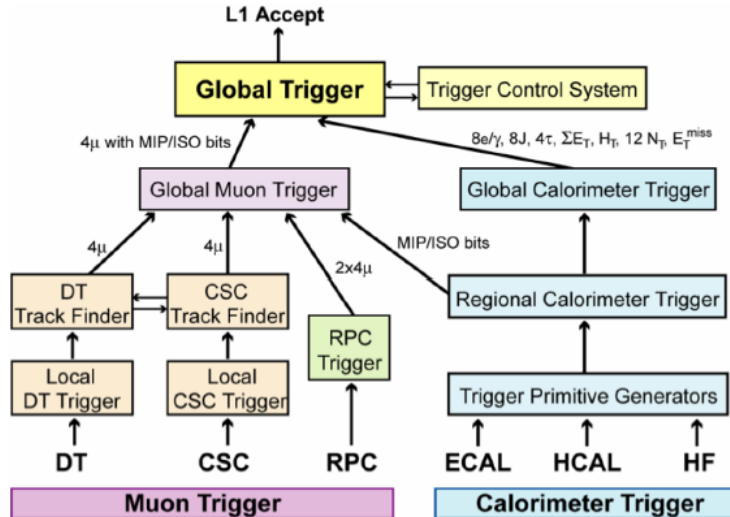 L1 Accept
Global Trigger
Trigger Control System
4μ with MIP/ISO bits
8e/γ, 8J, 4τ, ΣE_T, H_T, 12 N_T, E_T^miss
Global Muon Trigger
Global Calorimeter Trigger
4μ
4μ
2x4μ
MIP/ISO bits
DT
Track Finder
CSC
Track Finder
Regional Calorimeter Trigger
RPC
Trigger
Local
DT Trigger
Local
CSC Trigger
Trigger Primitive Generators
DT
CSC
RPC
ECAL
HCAL
HF
Muon Trigger
Calorimeter Trigger